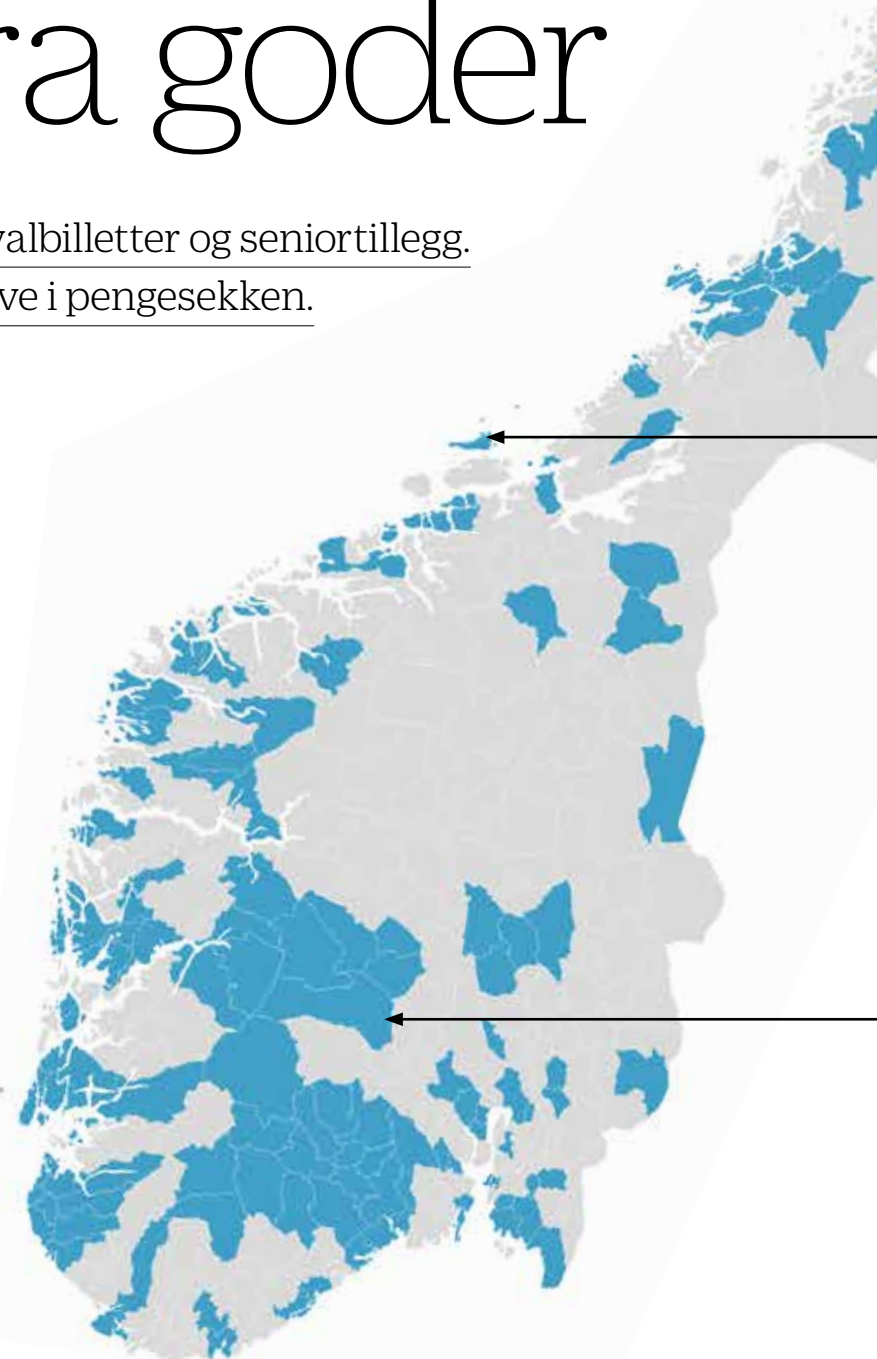 ra goder
valbilletter og seniortillegg.
ve i pengesekken.